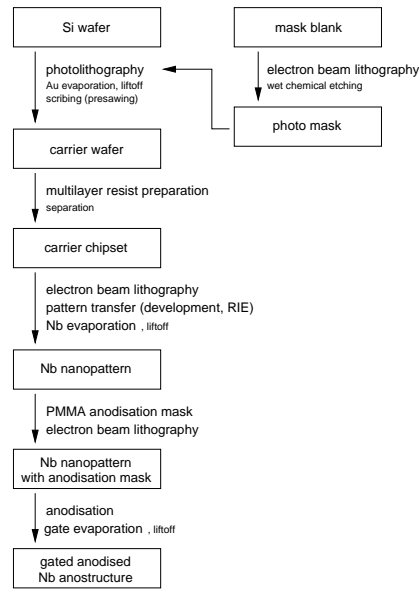 Si wafer
mask blank
photolithography
Au evaporation, liftoff
scribing (presawing)
electron beam lithography
wet chemical etching
photo mask
carrier wafer
multilayer resist preparation
separation
carrier chipset
electron beam lithography
pattern transfer (development, RIE)
Nb evaporation , liftoff
Nb nanopattern
PMMA anodisation mask
electron beam lithography
Nb nanopattern
with anodisation mask
anodisation
gate evaporation , liftoff
gated anodised
Nb anostructure